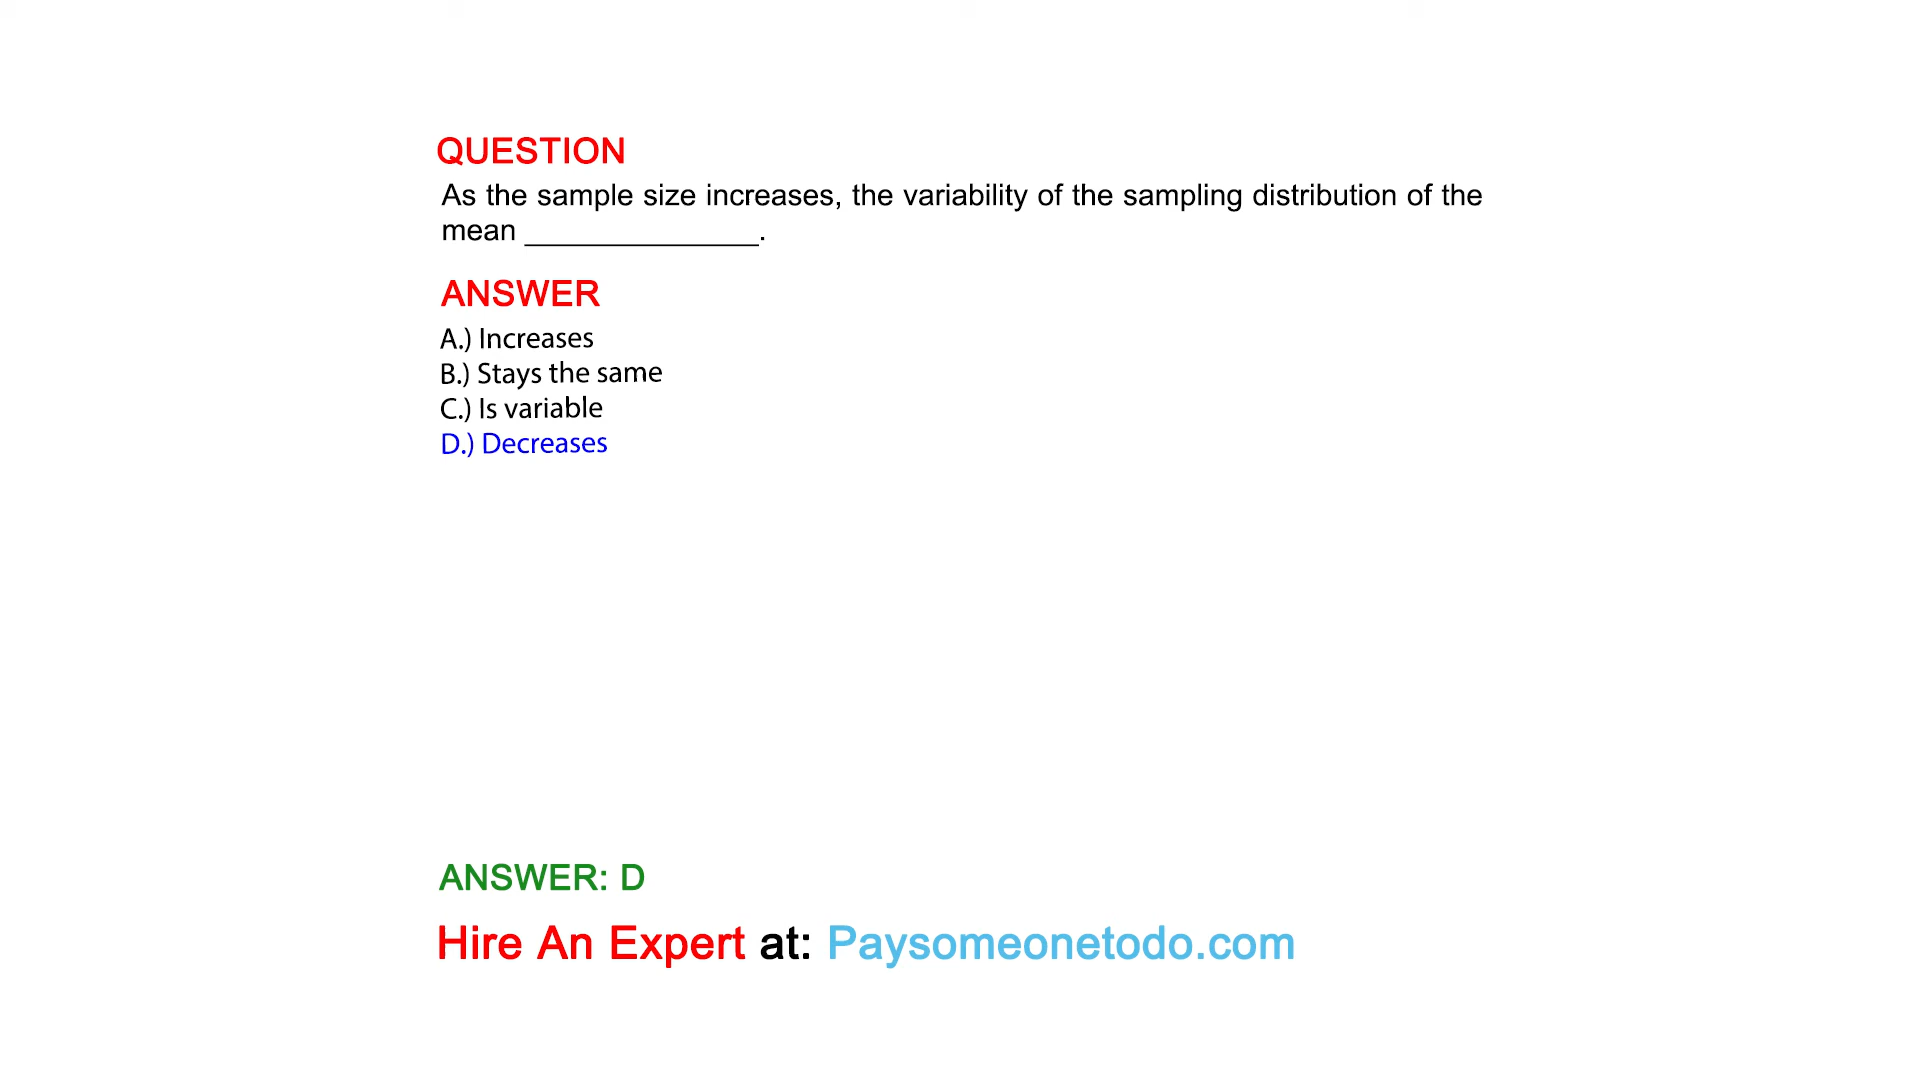 QUESTION
As the sample size increases, the variability of the sampling distribution of the
mean ______________.
ANSWER
A.) Increases
B.) Stays the same
C.) Is variable
D.) Decreases
ANSWER: D
Hire An Expert at: Paysomeonetodo.com